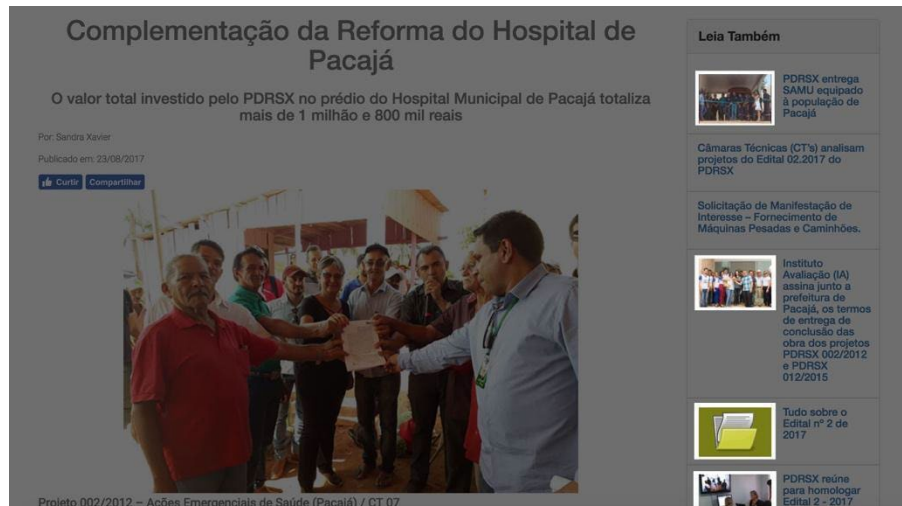 Complementação da Reforma do Hospital de
Pacajá
O valor total investido pelo PDRSX no prédio do Hospital Municipal de Pacajá totaliza
mais de 1 milhão e 800 mil reais
Por: Sandra Xavier
Publicado em: 23/08/2017
Curtir Compartilhar
Projeto 002/2012 – Ações Emergenciais de Saúde (Pacajá) / CT 07
Leia Também
PDRSX entrega
SAMU equipado
à população de
Pacajá
Câmaras Técnicas (CT's) analisam
projetos do Edital 02.2017 do
PDRSX
Solicitação de Manifestação de
Interesse – Fornecimento de
Máquinas Pesadas e Caminhões.
Instituto
Avaliação (IA)
assina junto a
prefeitura de
Pacajá, os termos
de entrega de
conclusão das
obra dos projetos
PDRSX 002/2012
e PDRSX
012/2015
Tudo sobre o
Edital nº 2 de
2017
PDRSX reúne
para homologar
Edital 2 - 2017